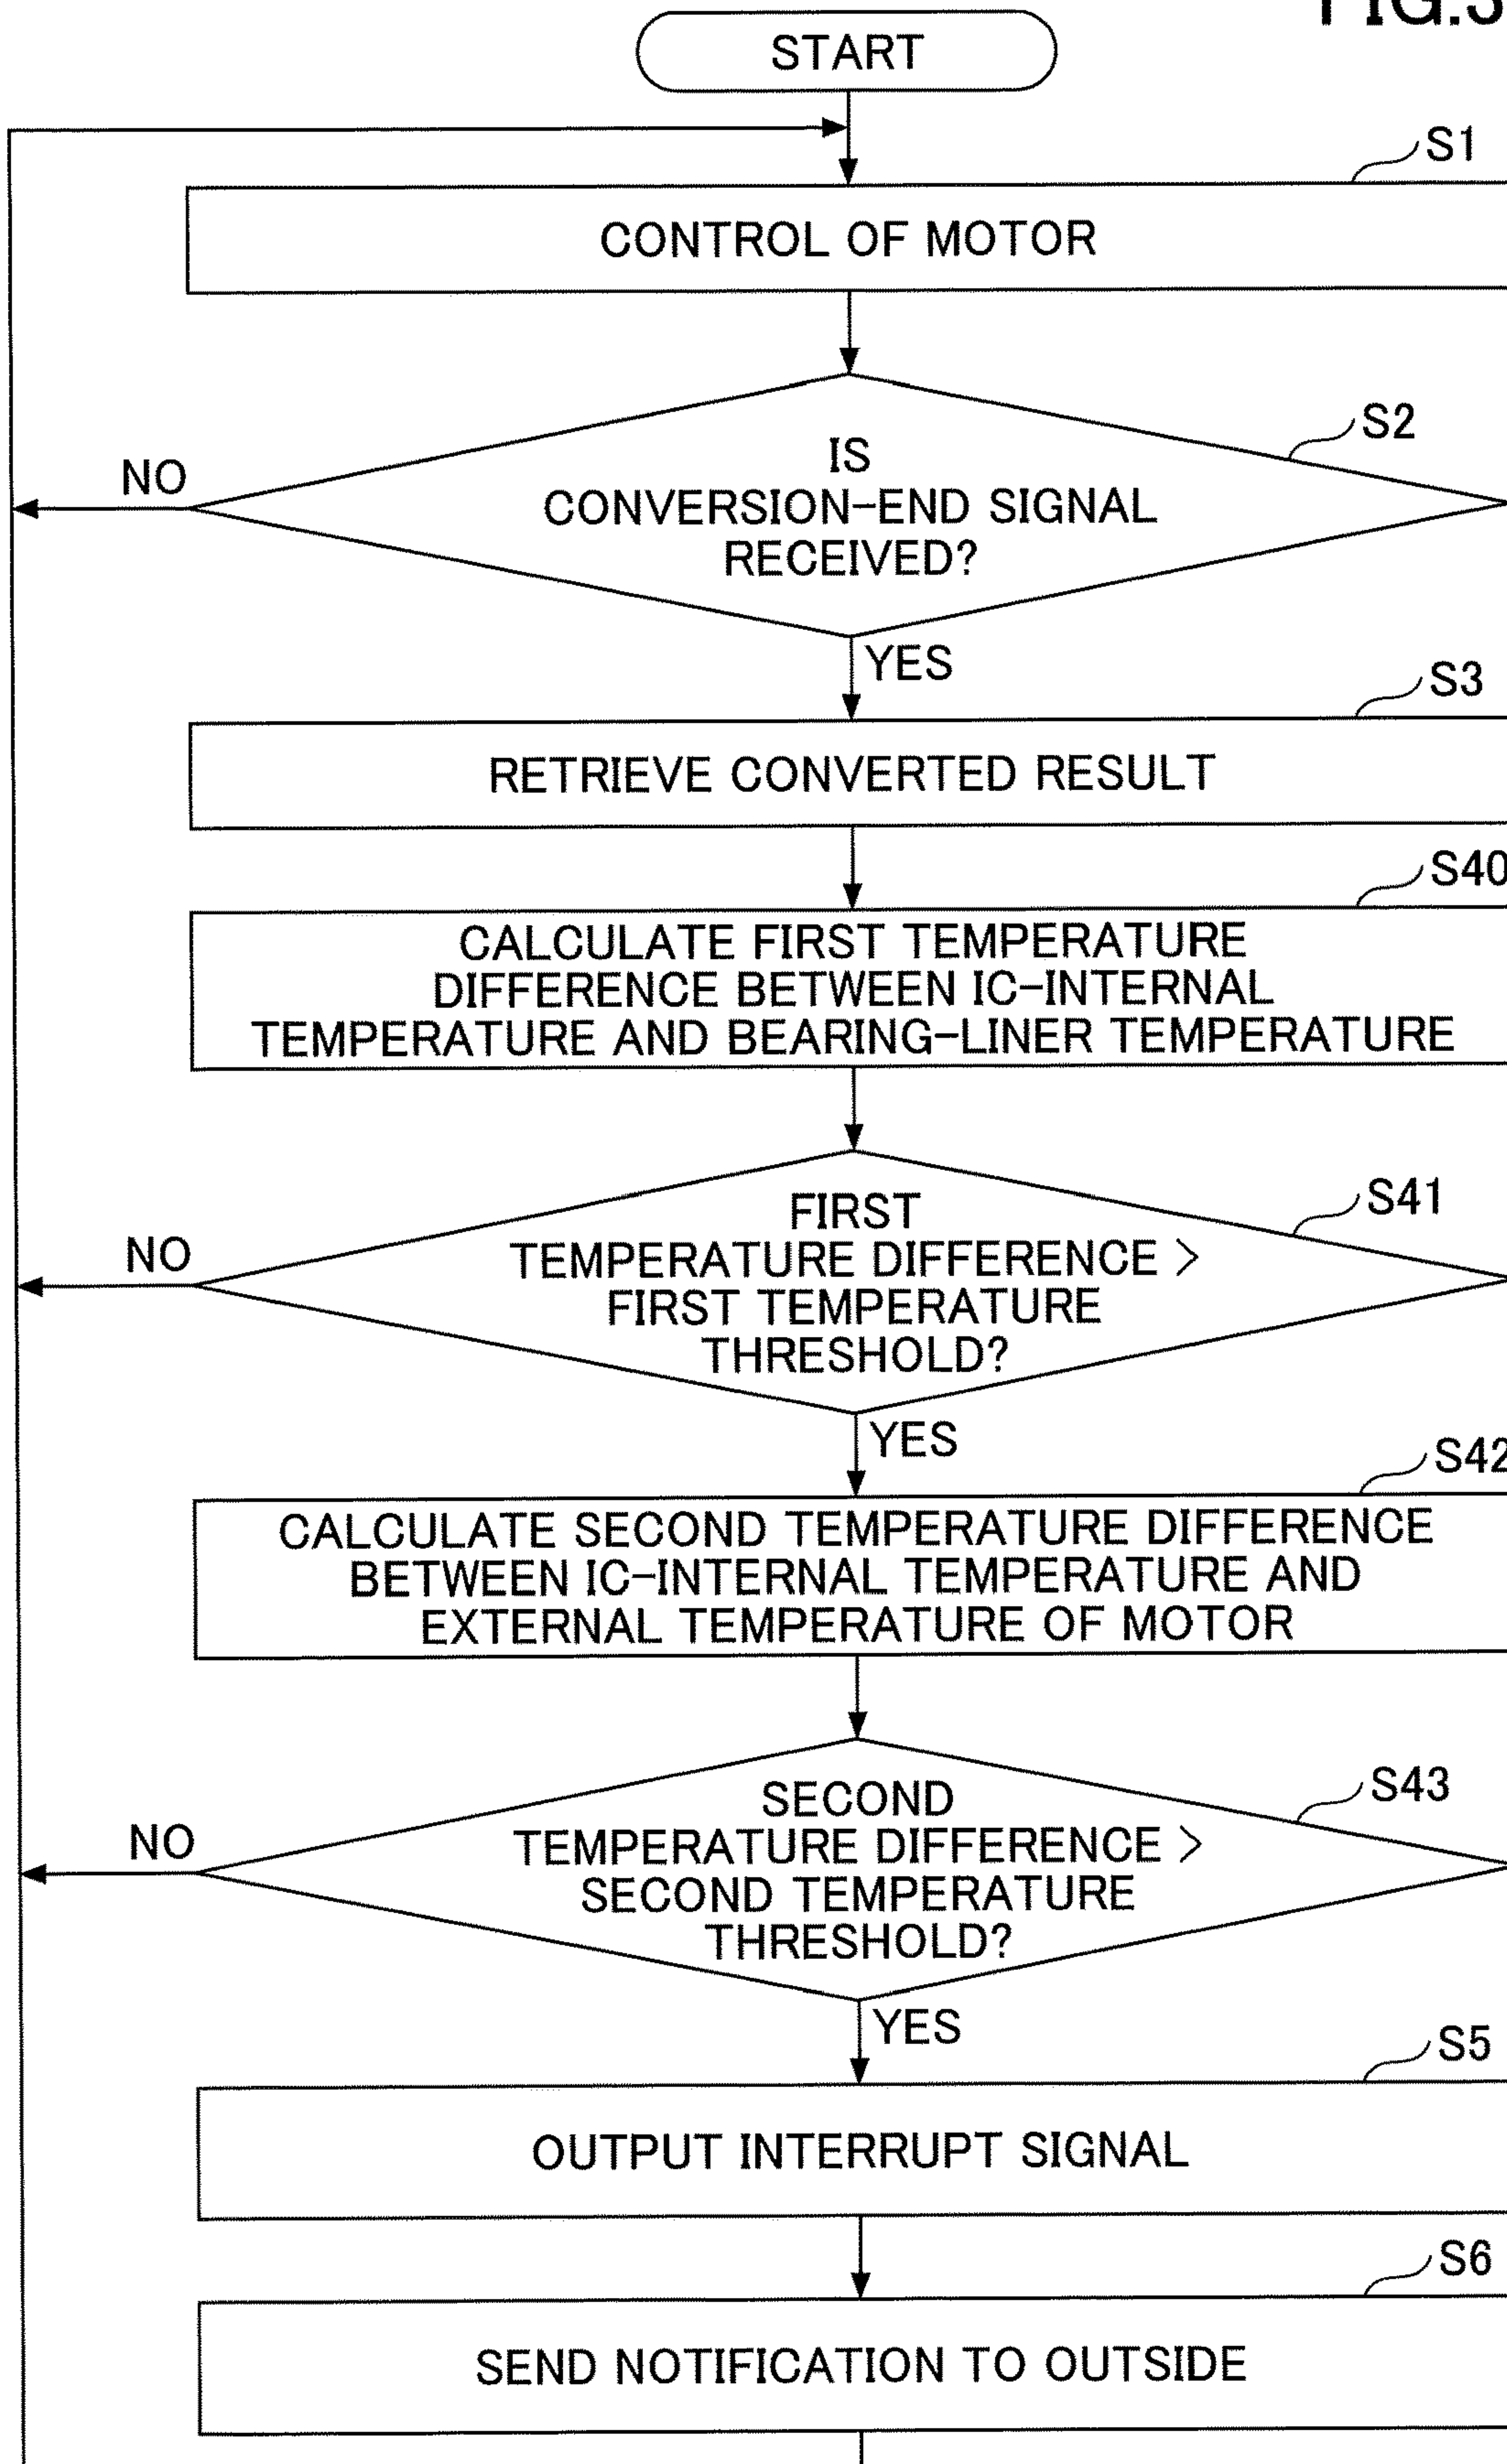 FIG.3
START
S1
CONTROL OF MOTOR
S2
IS
CONVERSION-END SIGNAL
RECEIVED?
NO
YES
S3
RETRIEVE CONVERTED RESULT
S40
CALCULATE FIRST TEMPERATURE
DIFFERENCE BETWEEN IC-INTERNAL
TEMPERATURE AND BEARING-LINER TEMPERATURE
S41
FIRST
TEMPERATURE DIFFERENCE >
FIRST TEMPERATURE
THRESHOLD?
NO
YES
S42
CALCULATE SECOND TEMPERATURE DIFFERENCE
BETWEEN IC-INTERNAL TEMPERATURE AND
EXTERNAL TEMPERATURE OF MOTOR
S43
SECOND
TEMPERATURE DIFFERENCE >
SECOND TEMPERATURE
THRESHOLD?
NO
YES
S5
OUTPUT INTERRUPT SIGNAL
S6
SEND NOTIFICATION TO OUTSIDE